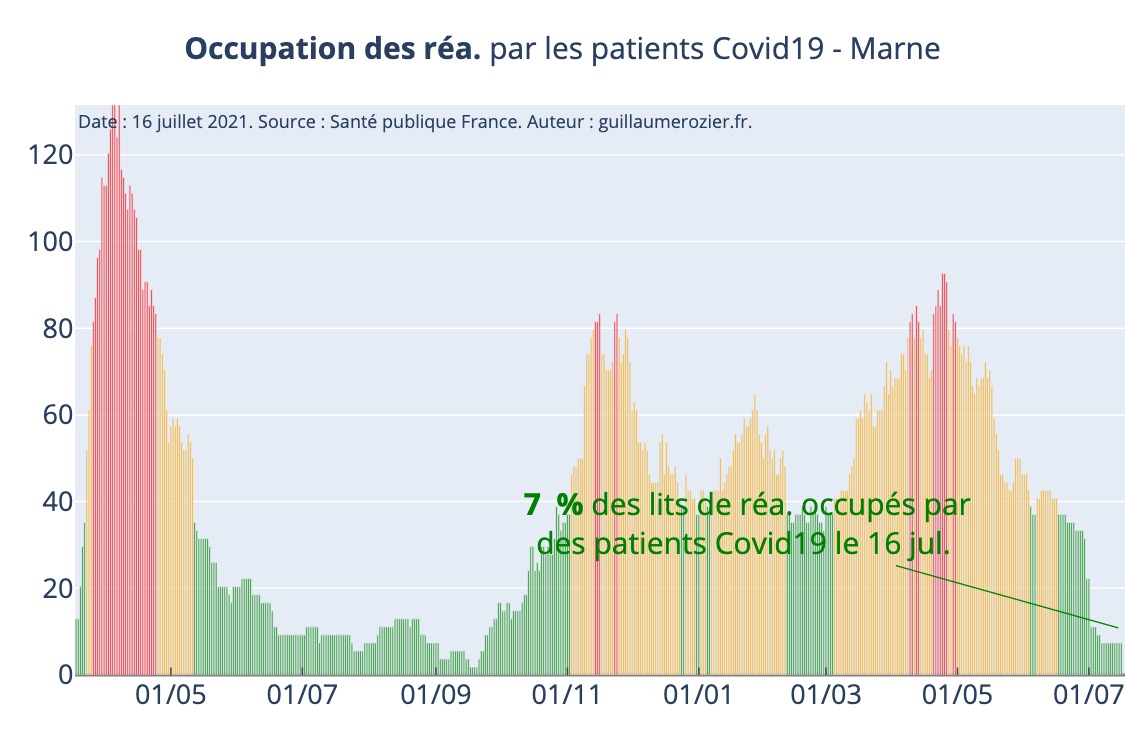 Occupation des réa. par les patients Covid19 - Marne
Date : 16 juillet 2021. Source : Santé publique France. Auteur : guillaumerozier.fr.
120
100
80
60
40
20
0
7 % des lits de réa. occupés par
des patients Covid19 le 16 jul.
01/05 01/07 01/09 01/11 01/01 01/03 01/05 01/07